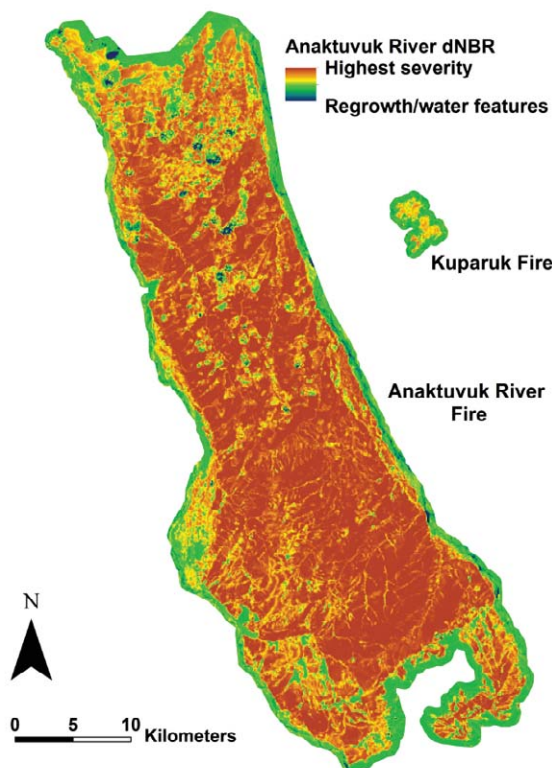 Anaktuvuk River dNBR
Highest severity
Regrowth/water features
Kuparuk Fire
Anaktuvuk River
Fire
N
0 5 10
Kilometers